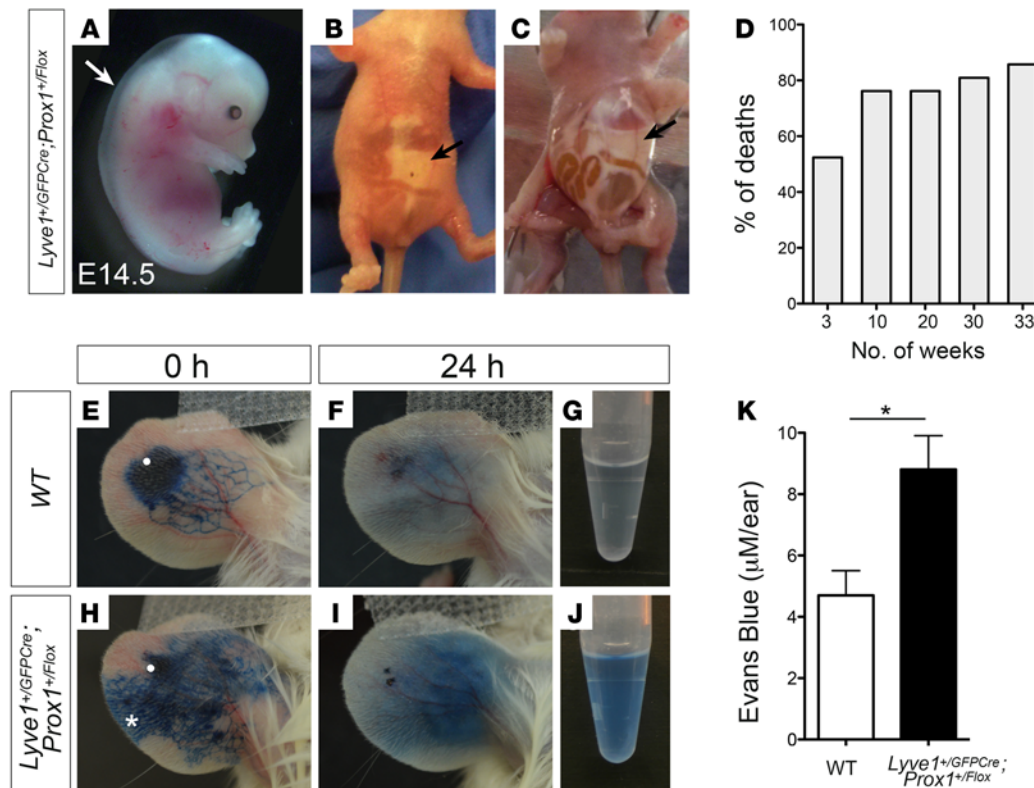 Lyve1+/GFPCre;Prox1+/Flox
A
E14.5
B
C
D
% of deaths
100
80
60
40
20
0
3 10 20 30 33
No. of weeks
0 h
24 h
WT
E
F
G
Lyve1+/GFPCre;
Prox1+/Flox
H
*
I
J
K
*
Evans Blue (μM/ear)
10
8
6
4
2
0
WT
Lyve1+/GFPCre;
Prox1+/Flox